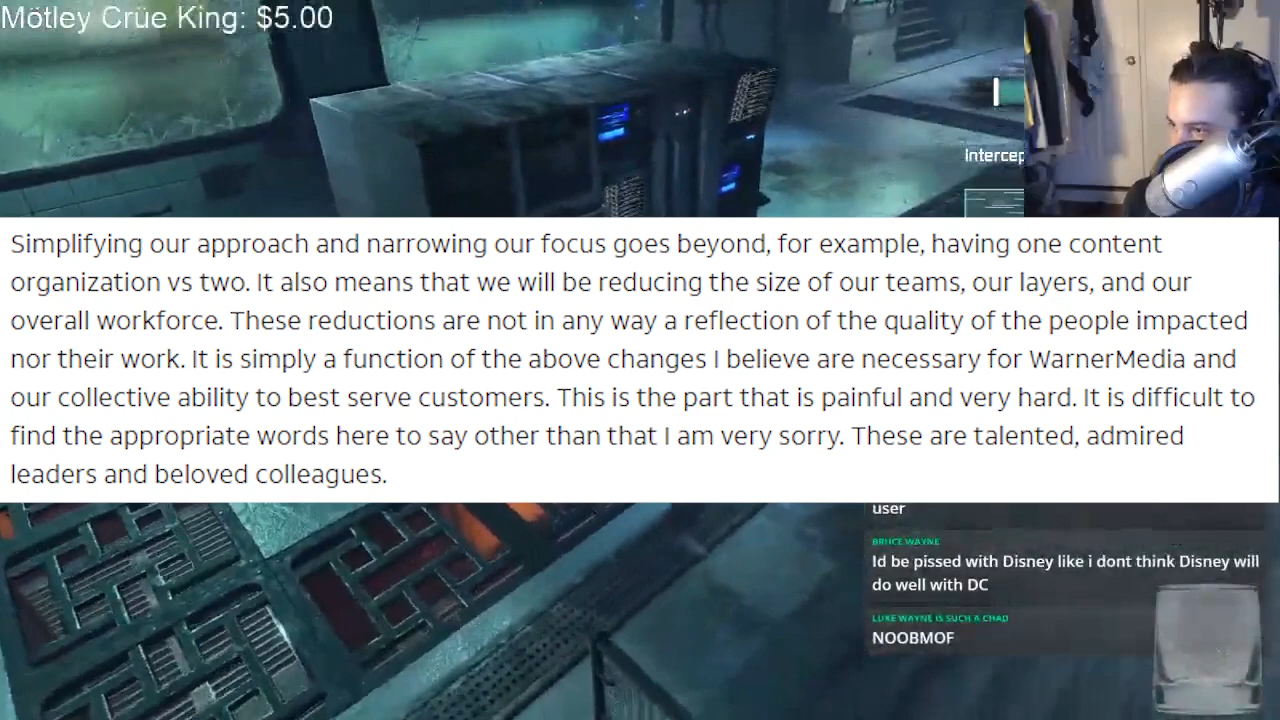 Mötley Crüe King: $5.00
Intercep
Simplifying our approach and narrowing our focus goes beyond, for example, having one content
organization vs two. It also means that we will be reducing the size of our teams, our layers, and our
overall workforce. These reductions are not in any way a reflection of the quality of the people impacted
nor their work. It is simply a function of the above changes I believe are necessary for WarnerMedia and
our collective ability to best serve customers. This is the part that is painful and very hard. It is difficult to
find the appropriate words here to say other than that I am very sorry. These are talented, admired
leaders and beloved colleagues.
user
BRUCE WAYNE
Id be pissed with Disney like i dont think Disney will
do well with DC
LUKE WAYNE IS SUCH A CHAD
NOOBMOF